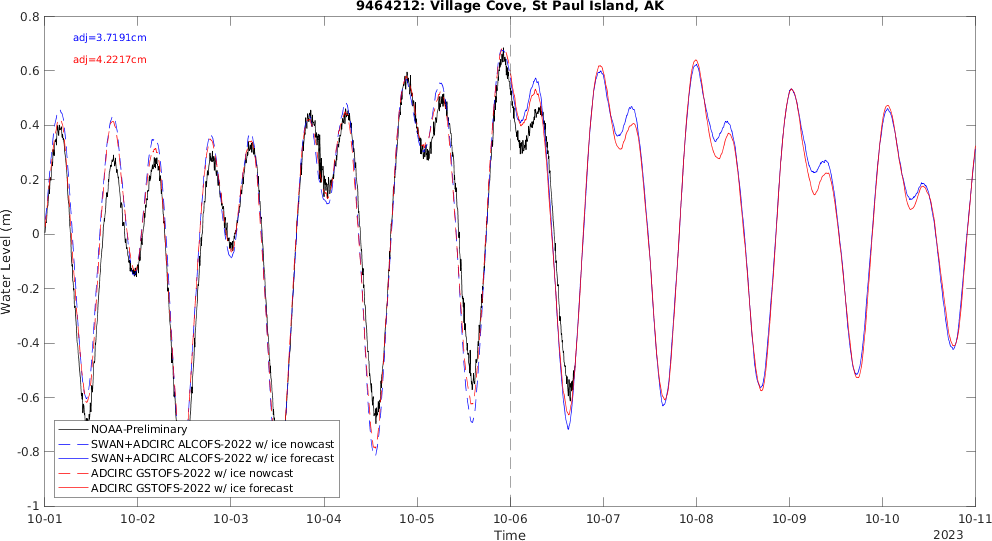 9464212: Village Cove, St Paul Island, AK
adj=3.7191cm
adj=4.2217cm
Water Level (m)
0.8
0.6
0.4
0.2
0
-0.2
-0.4
-0.6
-0.8
-1
NOAA-Preliminary
SWAN+ADCIRC ALCOFS-2022 w/ ice nowcast
SWAN+ADCIRC ALCOFS-2022 w/ ice forecast
ADCIRC GSTOFS-2022 w/ ice nowcast
ADCIRC GSTOFS-2022 w/ ice forecast
10-01 10-02 10-03 10-04 10-05 10-06 10-07 10-08 10-09 10-10 10-11
Time
2023